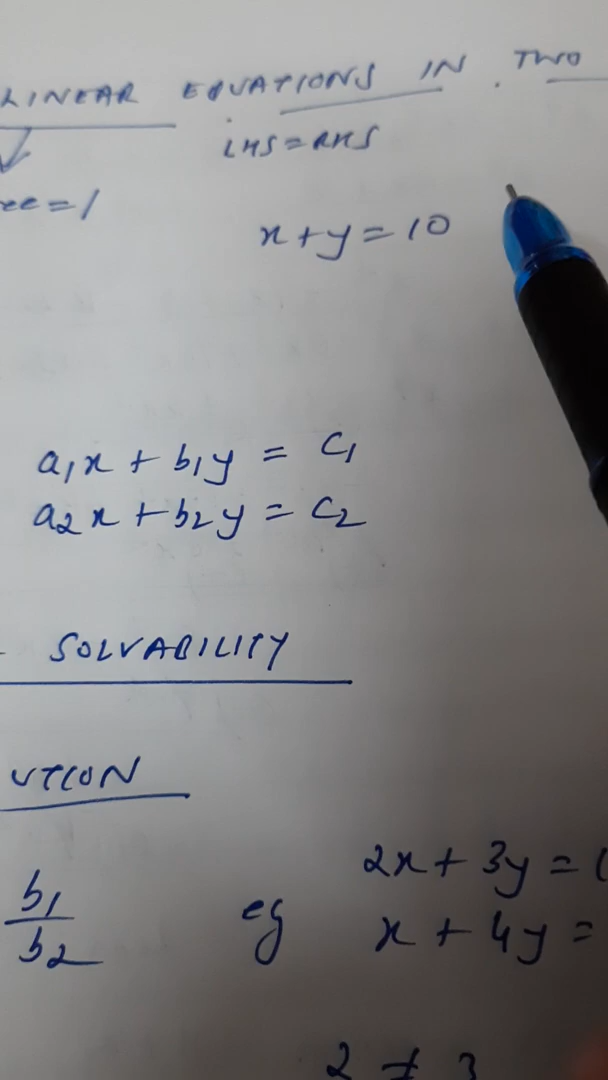 LINEAR EQUATIONS IN TWO
LHS = RHS
ee = 1
x + y = 10
a₁x + b₁y = c₁
a₂x + b₂y = c₂
SOLVABILITY
UTION
b₁/b₂ eg 2x + 3y = 
x + 4y =
2 ≠ 3